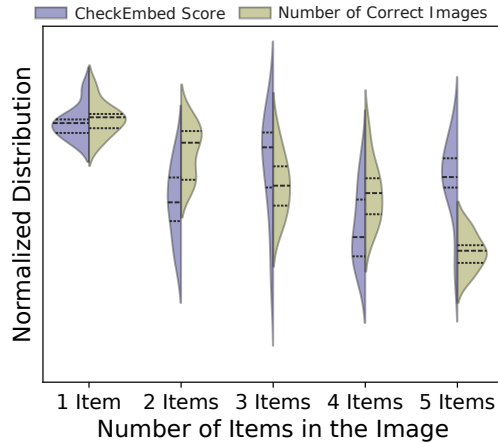 CheckEmbed Score Number of Correct Images
Normalized Distribution
1 Item 2 Items 3 Items 4 Items 5 Items
Number of Items in the Image